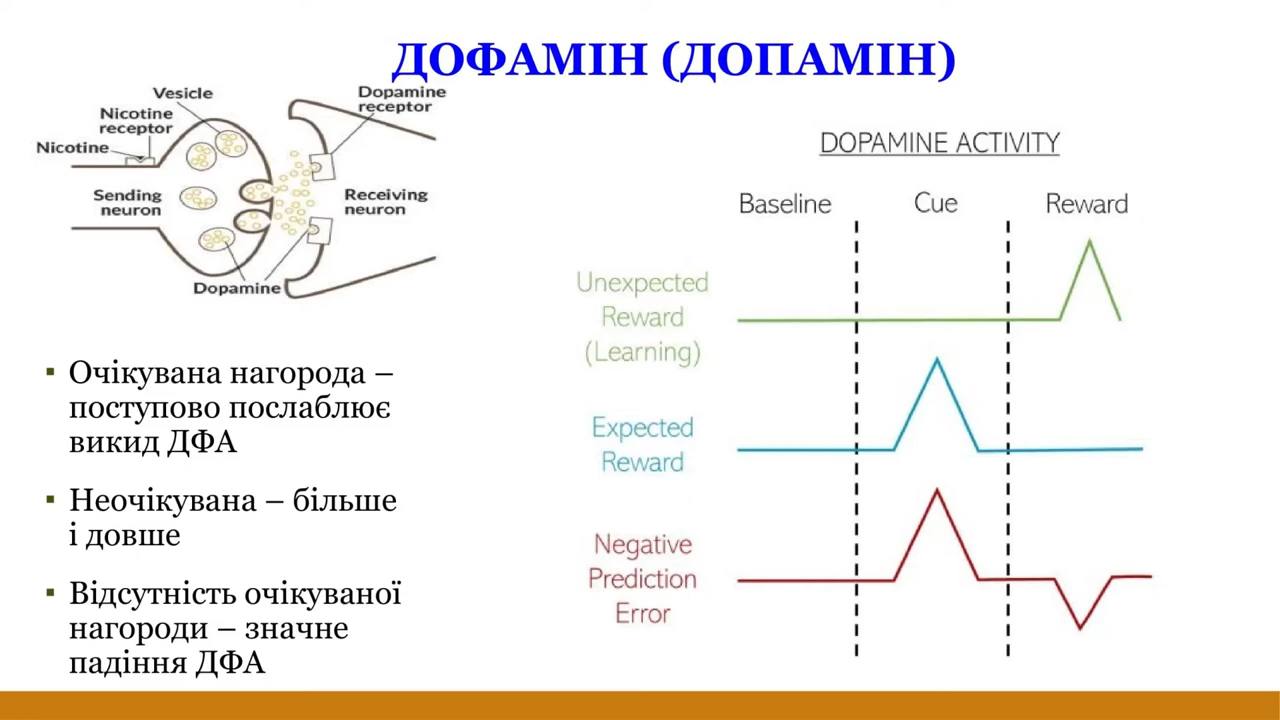 ДОФАМІН (ДОПАМІН)
Vesicle
Nicotine
receptor
Nicotine
Dopamine
receptor
Sending
neuron
Receiving
neuron
Dopamine
▪ Очікувана нагорода –
поступово послаблює
викид ДФА
▪ Неочікувана – більше
і довше
▪ Відсутність очікуваної
нагороди – значне
падіння ДФА
DOPAMINE ACTIVITY
Baseline
Cue
Reward
Unexpected
Reward
(Learning)
Expected
Reward
Negative
Prediction
Error